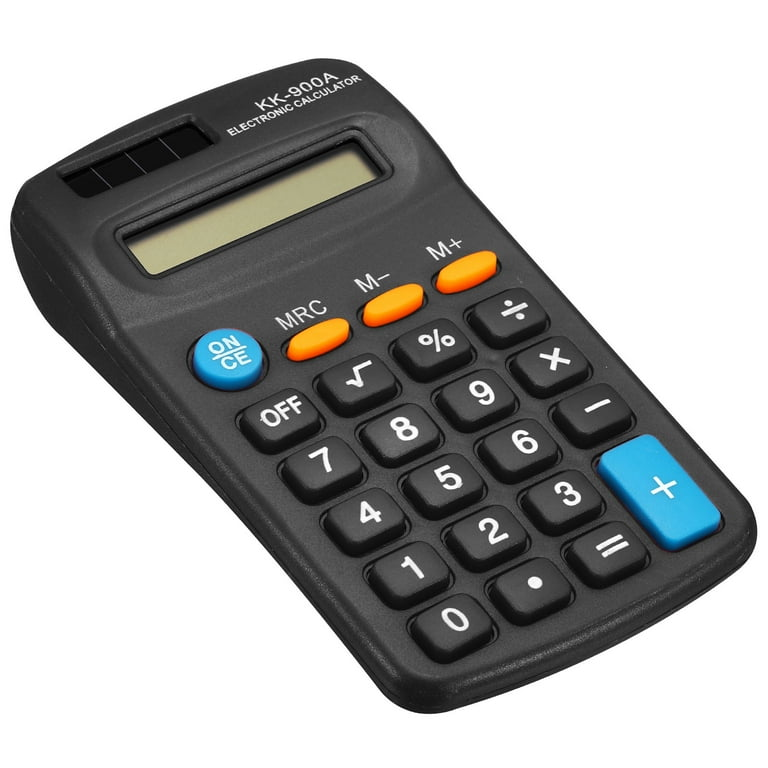 KK-900A
ELECTRONIC CALCULATOR
MRC M− M+
ON
CE
OFF √ % ÷
7 8 9 ×
4 5 6 −
1 2 3 +
0 • =